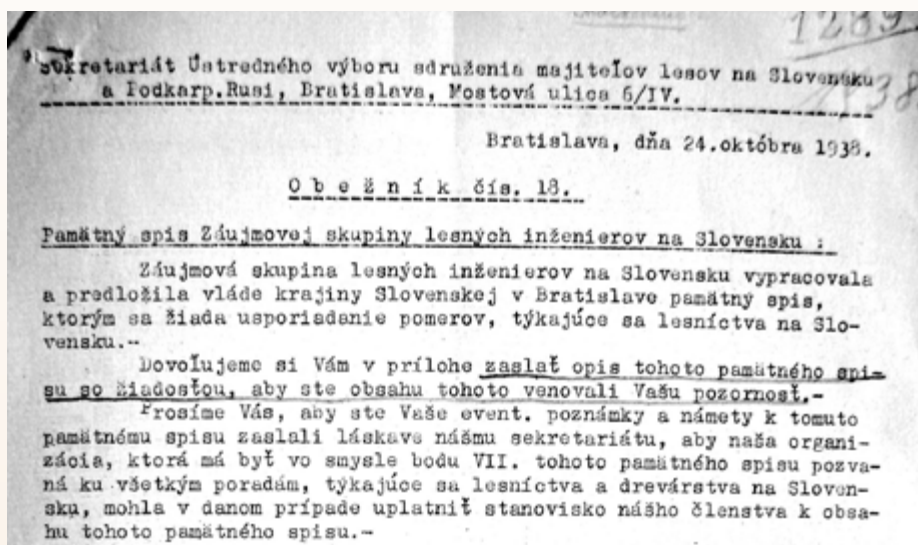 1289
Sekretariát Ústredného výboru sdruženia majiteľov lesov na Slovensku
a Podkarp.Rusi, Bratislava, Mostová ulica 6/IV.
Bratislava, dňa 24.októbra 1938.
O b e ž n í k čís. 18.
Pamätný spis Záujmovej skupiny lesných inženierov na Slovensku :
Záujmová skupina lesných inženierov na Slovensku vypracovala
a predložila vláde krajiny Slovenskej v Bratislave pamätný spis,
ktorým sa žiada usporiadanie pomerov, týkajúce sa lesníctva na Slo-
vensku.-
Dovoľujeme si Vám v prílohe zaslať opis tohoto pamätného spi-
su so žiadosťou, aby ste obsahu tohoto venovali Vašu pozornosť.-
Prosíme Vás, aby ste Vaše event. poznámky a námety k tomuto
pamätnému spisu zaslali láskave nášmu sekretariátu, aby naša organi-
zácia, ktorá má byť vo smysle bodu VII. tohoto pamätného spisu pozva-
ná ku všetkým poradám, týkajúce sa lesníctva a drevárstva na Sloven-
sku, mohla v danom prípade uplatniť stanovisko nášho členstva k obsa-
hu tohoto pamätného spisu.-